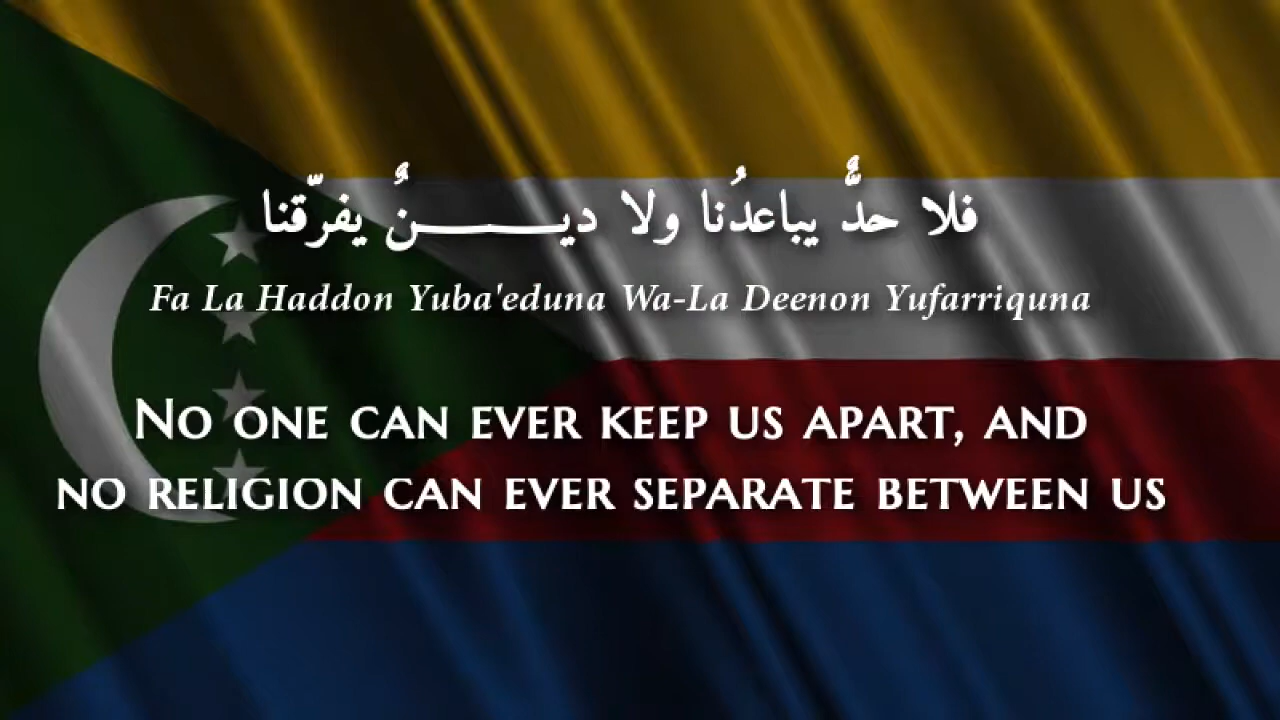 فلا حدٌّ يباعدُنا ولا ديـــــــنٌ يفرّقنا
Fa La Haddon Yuba'eduna Wa-La Deenon Yufarriquna
No one can ever keep us apart, and
no religion can ever separate between us